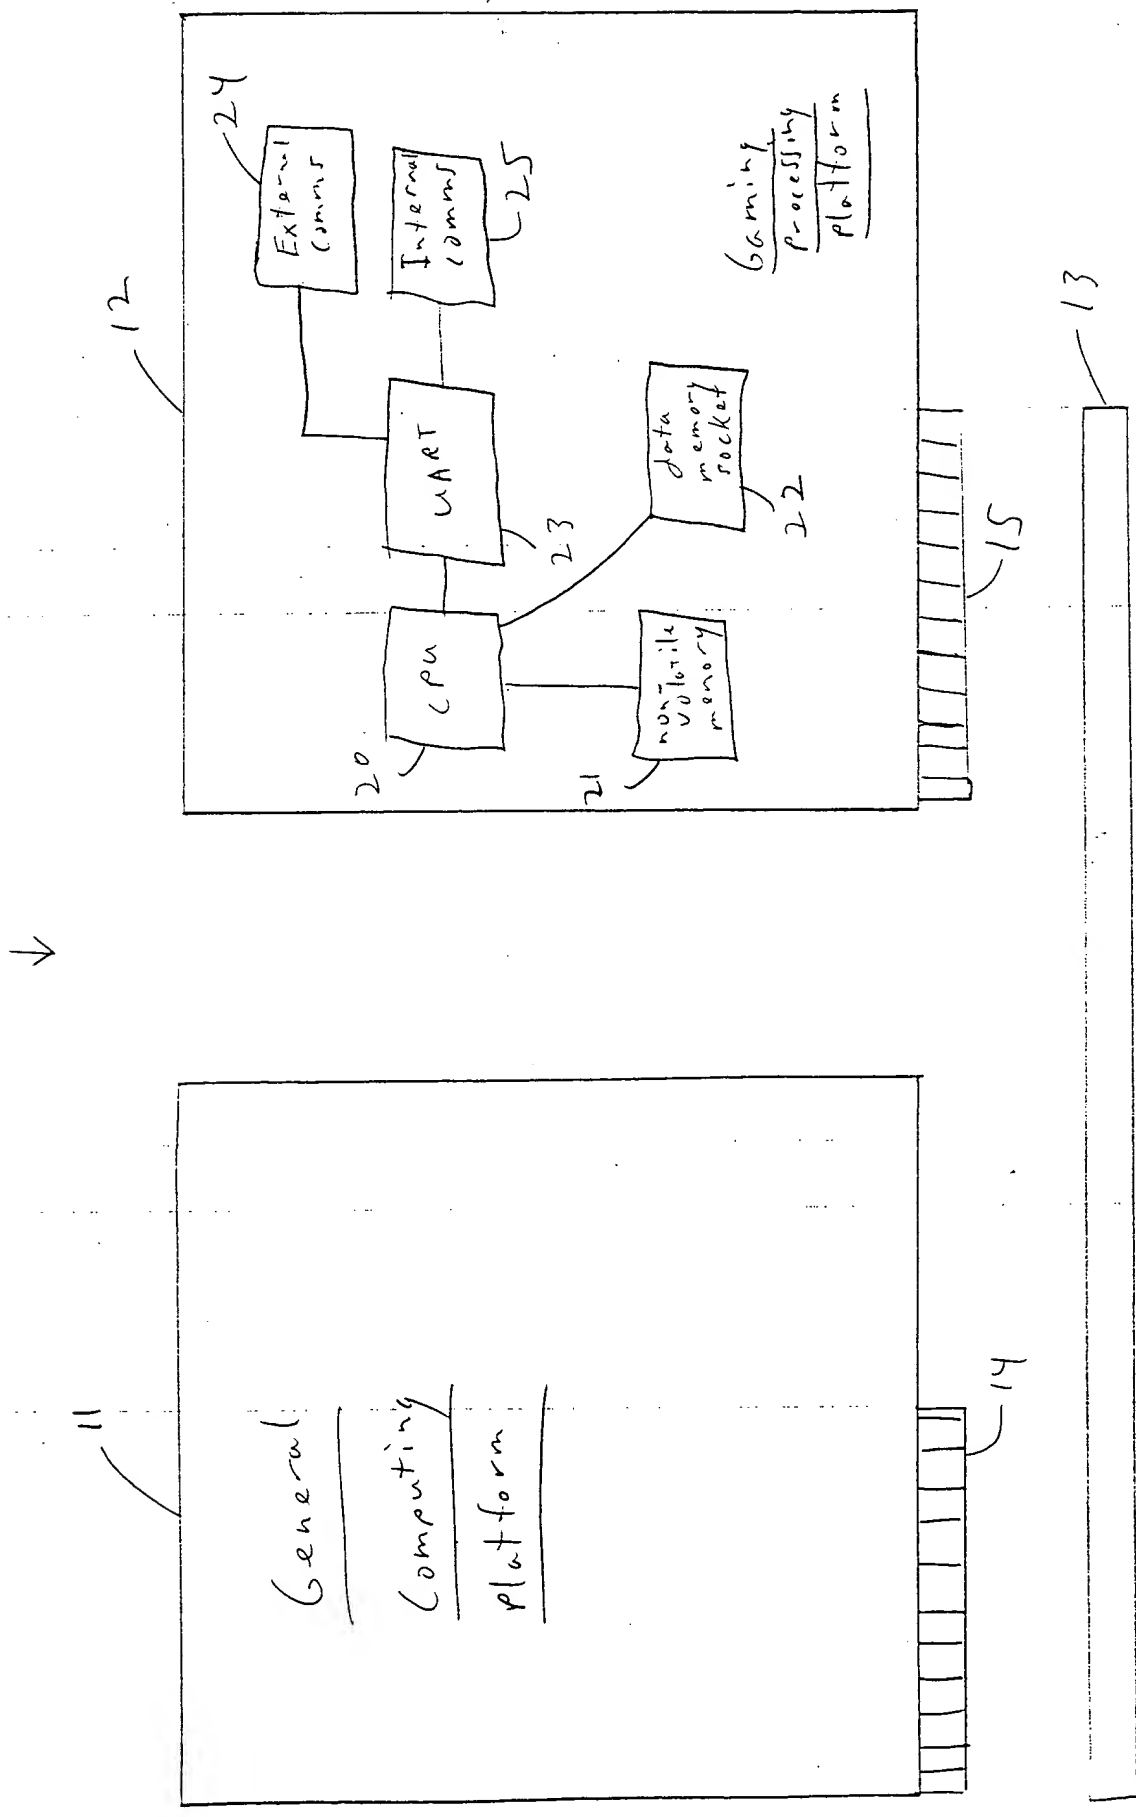 11
General
Computing
platform
14
12
24
External
comms
Internal
comms
25
UART
23
CPU
20
data
memory
socket
22
non-
volatile
memory
21
Gaming
Processing
platform
15
13